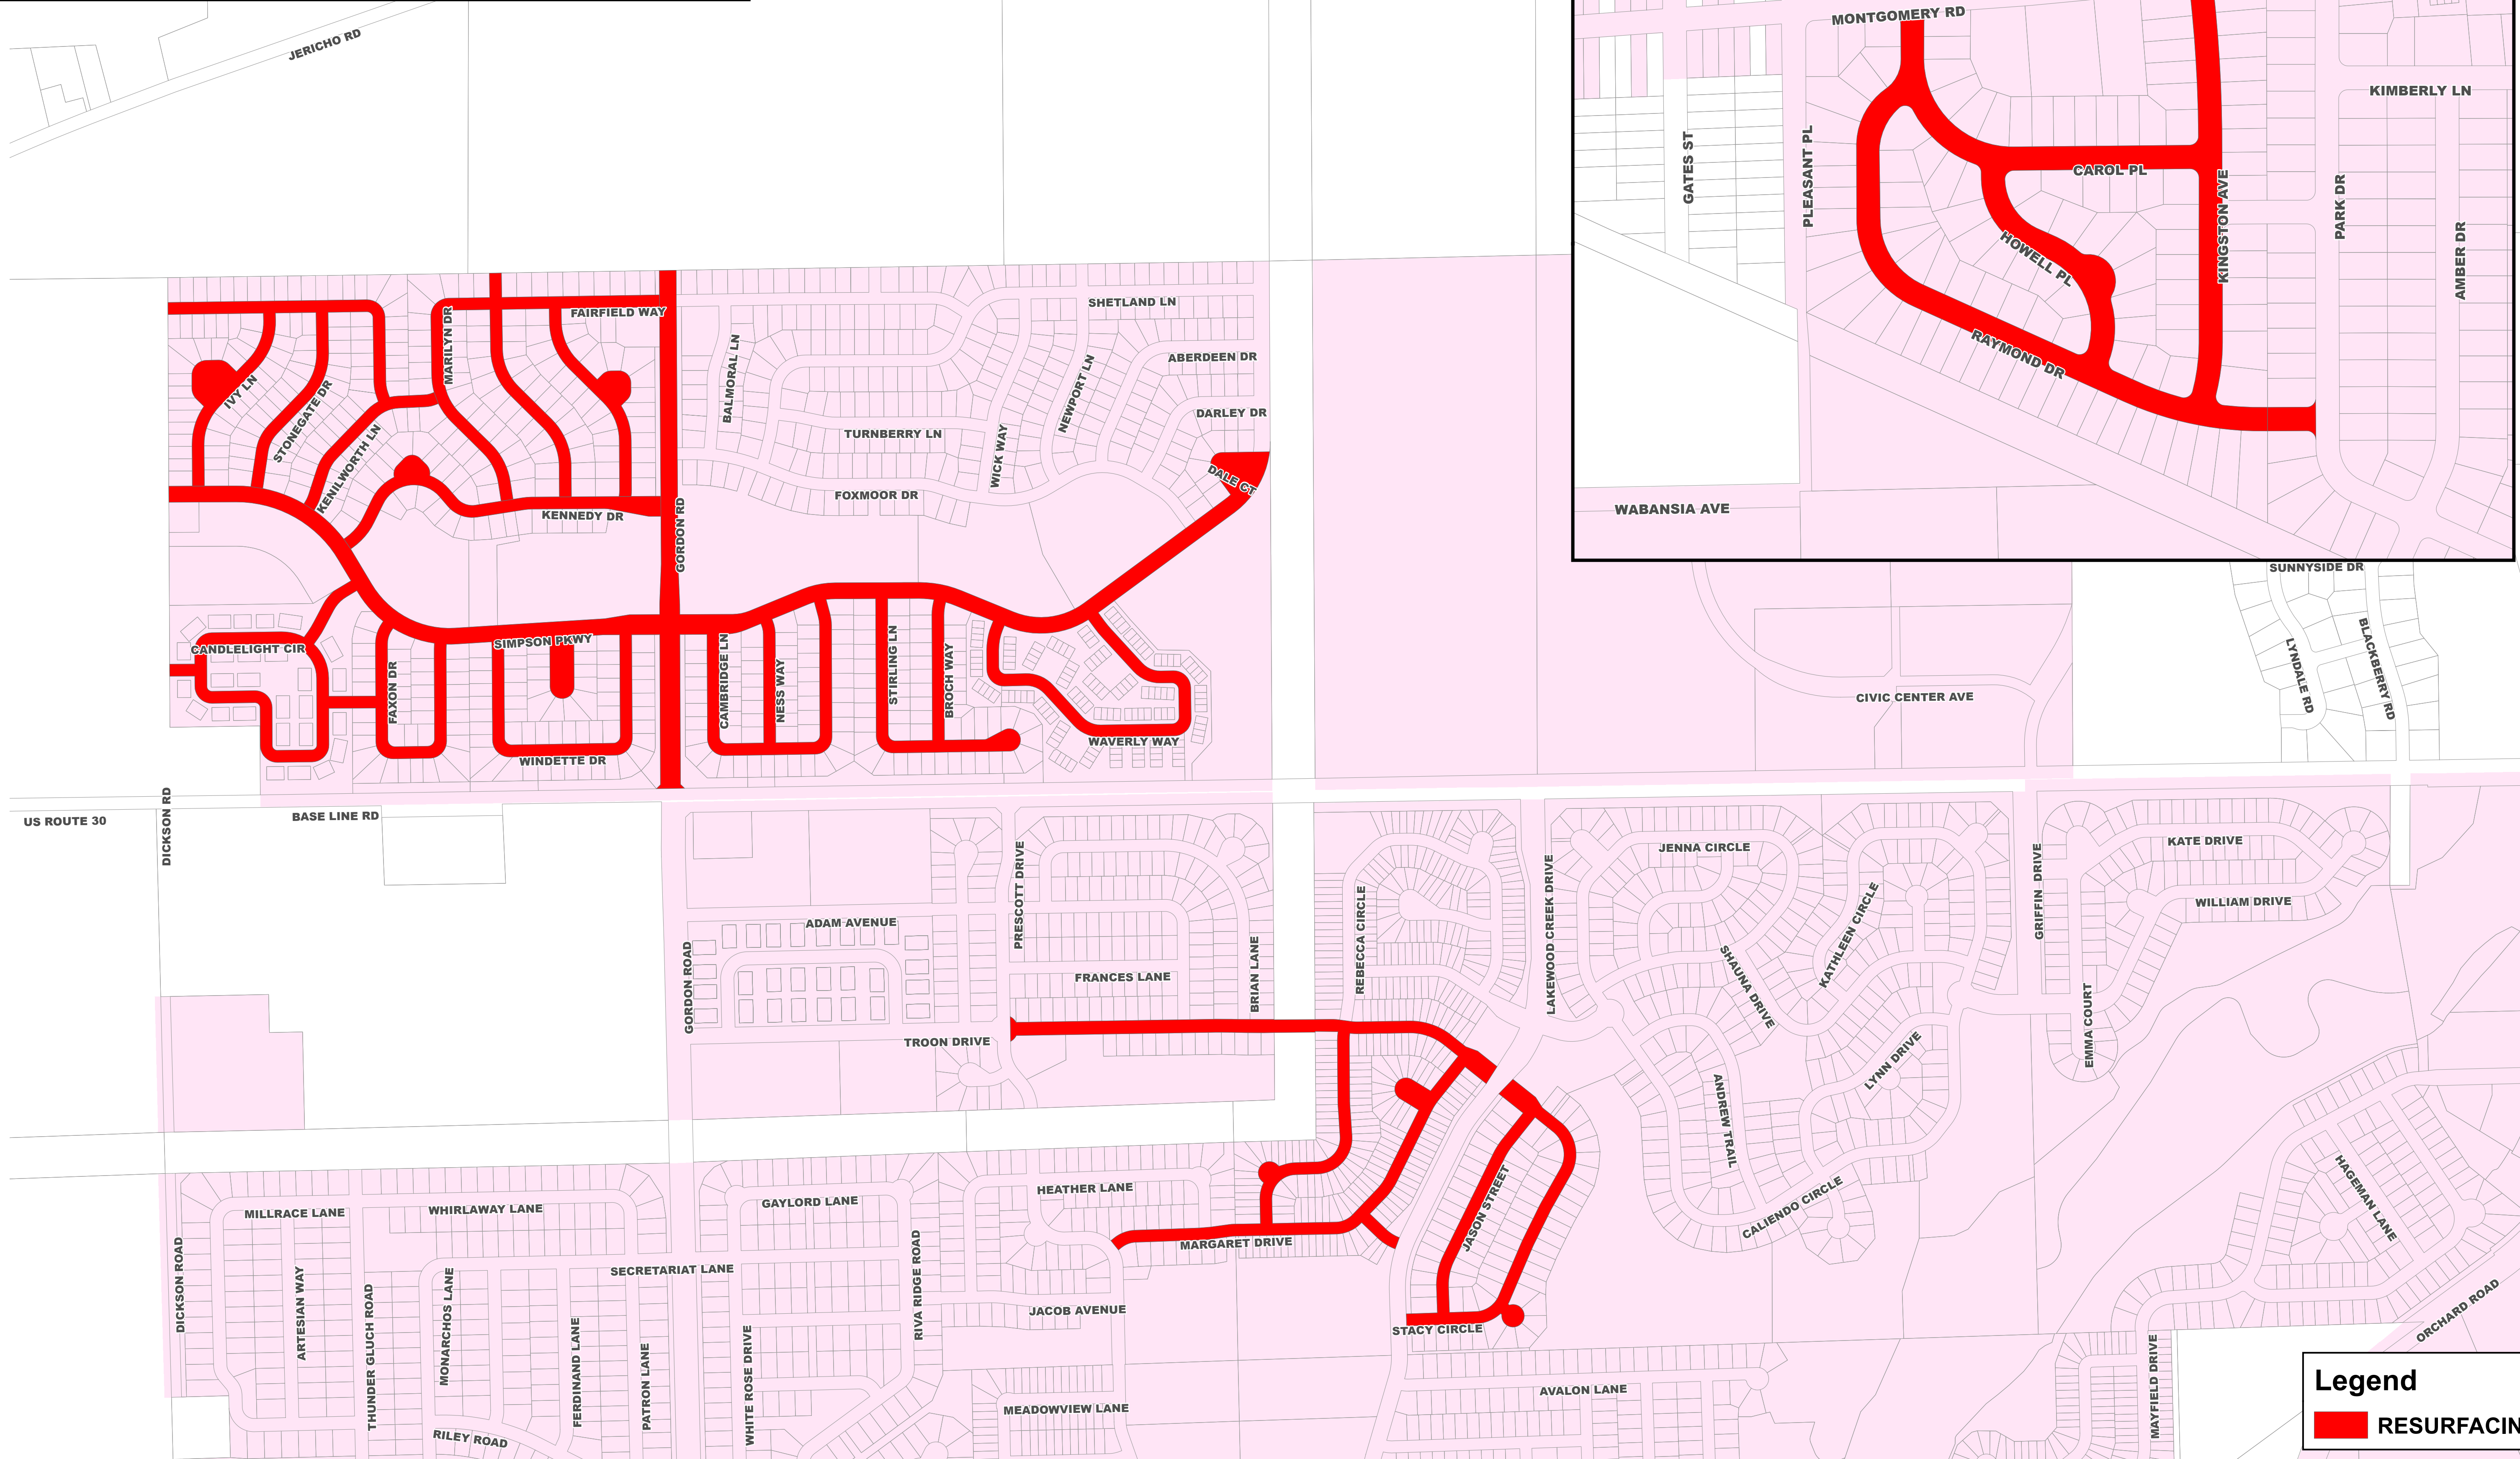 JERICHO RD
MONTGOMERY RD
KIMBERLY LN
GATES ST
PLEASANT PL
CAROL PL
KINGSTON AVE
PARK DR
AMBER DR
HOWELL PL
RAYMOND DR
WABANSIA AVE
FAIRFIELD WAY
MARILYN DR
SHETLAND LN
BALMORAL LN
ABERDEEN DR
IVY LN
STONEGATE DR
NEWPORT LN
DARLEY DR
TURNBERRY LN
KENILWORTH LN
WICK WAY
DALE CT
FOXMOOR DR
KENNEDY DR
GORDON RD
SUNNYSIDE DR
LYNDALE RD
BLACKBERRY RD
CANDLELIGHT CIR
SIMPSON PKWY
FAXON DR
CAMBRIDGE LN
NESS WAY
STIRLING LN
BROCH WAY
CIVIC CENTER AVE
WAVERLY WAY
WINDETTE DR
US ROUTE 30
DICKSON RD
BASE LINE RD
PRESCOTT DRIVE
JENNA CIRCLE
KATE DRIVE
GRIFFIN DRIVE
WILLIAM DRIVE
ADAM AVENUE
REBECCA CIRCLE
LAKEWOOD CREEK DRIVE
KATHLEEN CIRCLE
GORDON ROAD
FRANCES LANE
BRIAN LANE
SHAUNA DRIVE
EMMA COURT
TROON DRIVE
LYNN DRIVE
ANDREW TRAIL
HEATHER LANE
GAYLORD LANE
MILLRACE LANE
WHIRLAWAY LANE
JASON STREET
CALIENDO CIRCLE
HAGEMAN LANE
MARGARET DRIVE
DICKSON ROAD
SECRETARIAT LANE
RIVA RIDGE ROAD
ARTESIAN WAY
THUNDER GLUCH ROAD
MONARCHOS LANE
JACOB AVENUE
STACY CIRCLE
ORCHARD ROAD
FERDINAND LANE
PATRON LANE
WHITE ROSE DRIVE
AVALON LANE
MAYFIELD DRIVE
MEADOWVIEW LANE
RILEY ROAD
Legend
RESURFACIN